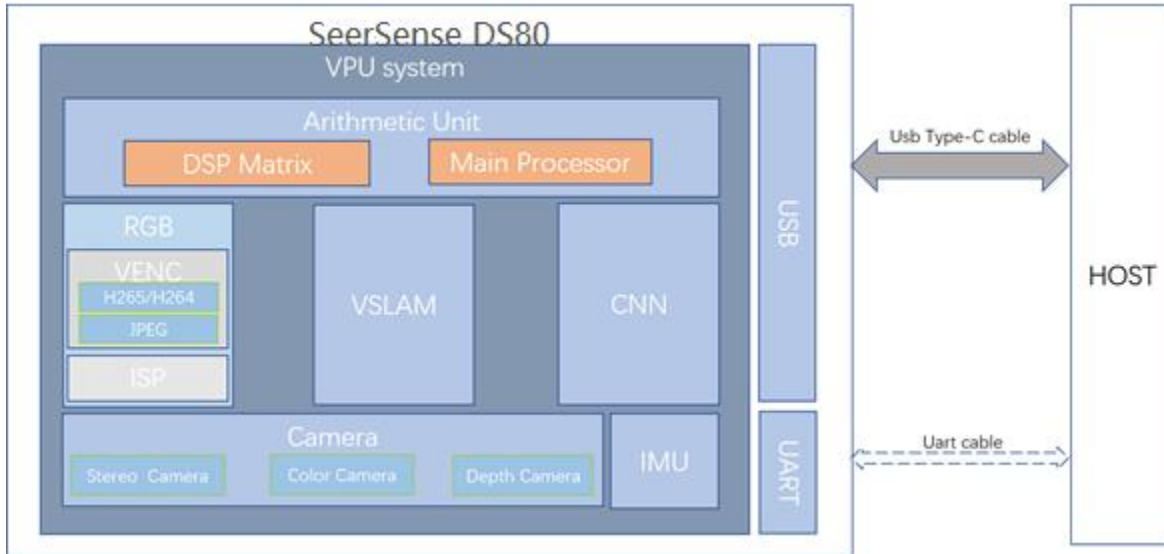 SeerSense DS80
VPU system
Arithmetic Unit
DSP Matrix
Main Processor
RGB
VENC
H265/H264
JPEG
ISP
VSLAM
CNN
Camera
Stereo Camera
Color Camera
Depth Camera
IMU
USB
UART
Usb Type-C cable
Uart cable
HOST